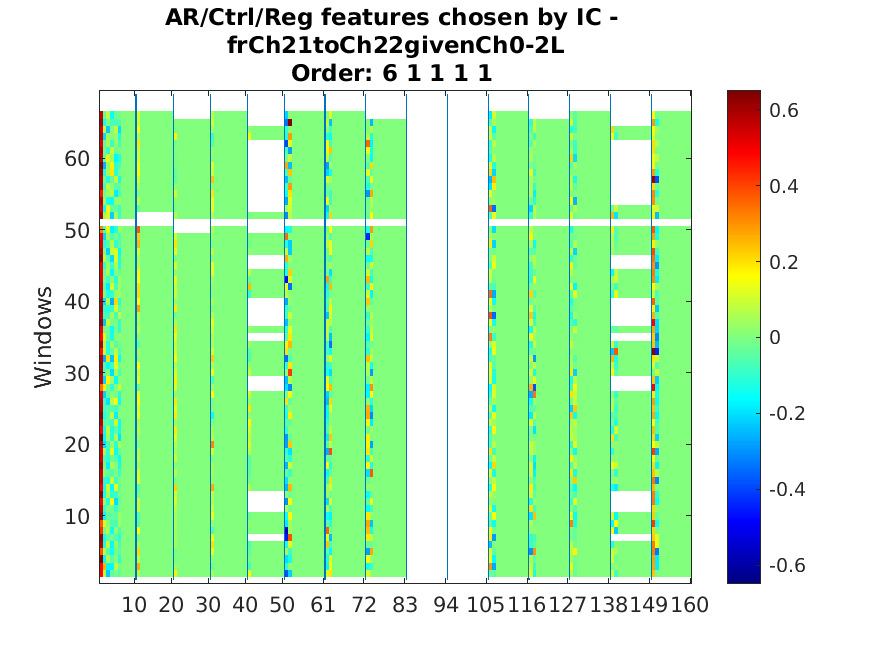 AR/Ctrl/Reg features chosen by IC -
frCh21toCh22givenCh0-2L
Order: 6 1 1 1 1
Windows
60
50
40
30
20
10
10 20 30 40 50 61 72 83 94 105 116 127 138 149 160
0.6
0.4
0.2
0
-0.2
-0.4
-0.6